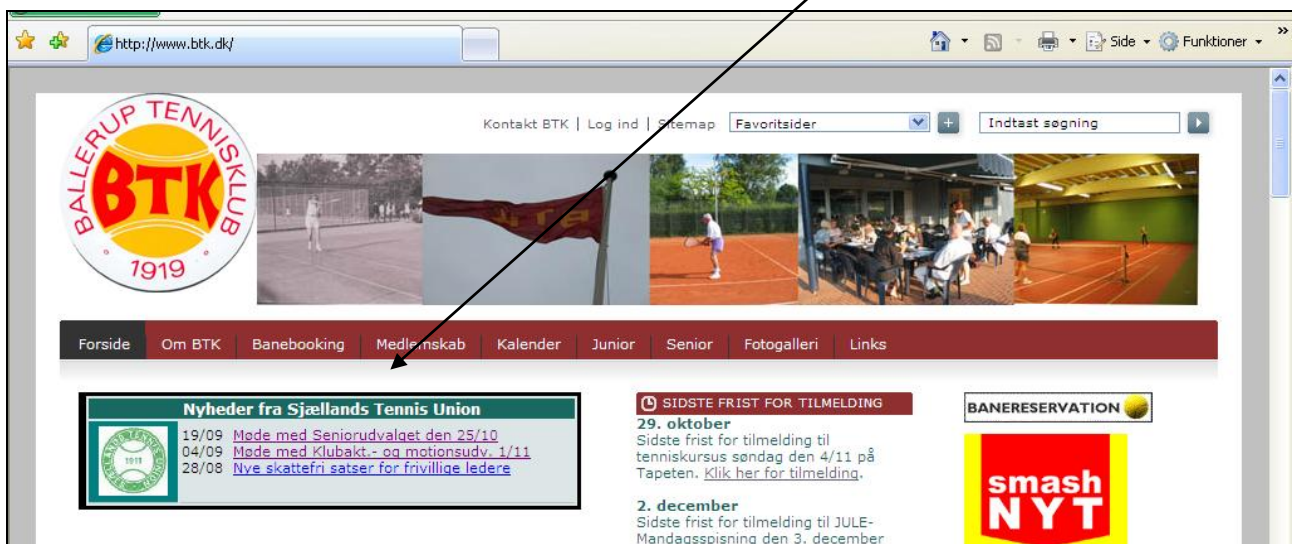 http://www.btk.dk/
Side
Funktioner
»
BALLERUP TENNISKLUB
BTK
1919
Kontakt BTK | Log ind | Sitemap
Favoritsider
+
Indtast søgning
BTK
Forside
Om BTK
Banebooking
Medlemskab
Kalender
Junior
Senior
Fotogalleri
Links
Nyheder fra Sjællands Tennis Union
19/09 Møde med Seniorudvalget den 25/10
04/09 Møde med Klubakt.- og motionsudv. 1/11
28/08 Nye skattefri satser for frivillige ledere
SIDSTE FRIST FOR TILMELDING
29. oktober
Sidste frist for tilmelding til
tenniskursus søndag den 4/11 på
Tapeten. Klik her for tilmelding.
2. december
Sidste frist for tilmelding til JULE-
Mandagsspisning den 3. december
BANERESERVATION
smash
NYT